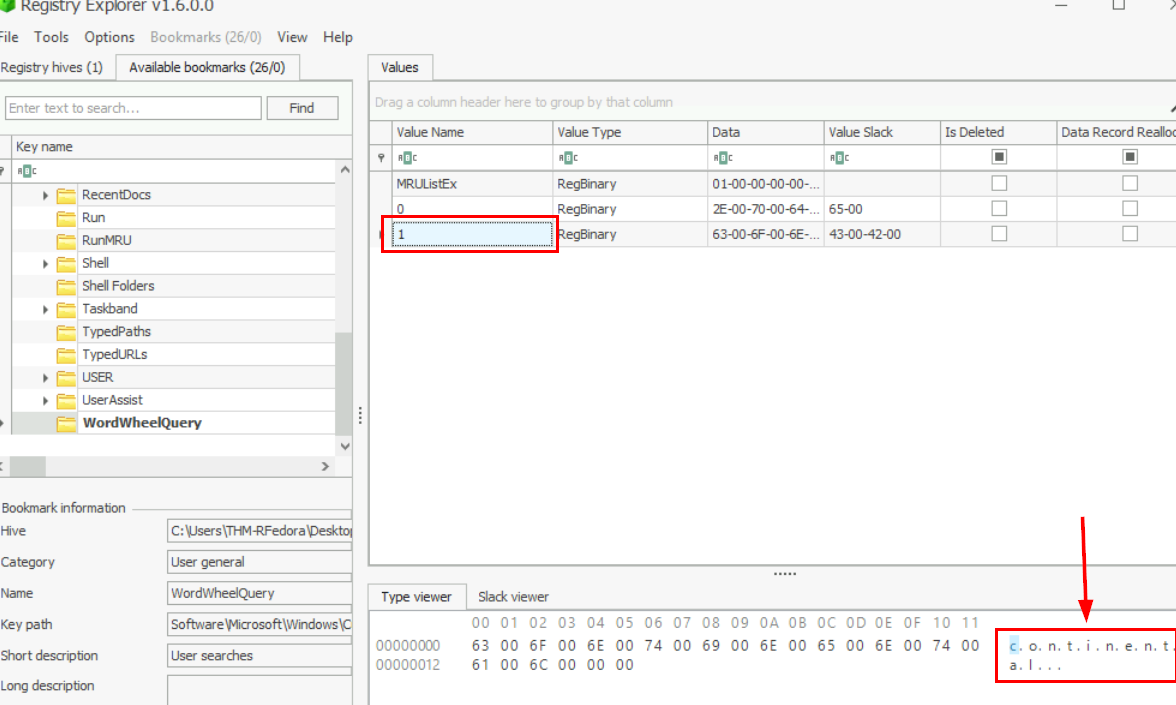 Registry Explorer v1.6.0.0
File Tools Options Bookmarks (26/0) View Help
Registry hives (1) Available bookmarks (26/0)
Enter text to search... Find
Key name
RecentDocs
Run
RunMRU
Shell
Shell Folders
Taskband
TypedPaths
TypedURLs
USER
UserAssist
WordWheelQuery
Bookmark information
Hive C:\Users\THM-RFedora\Deskto
Category User general
Name WordWheelQuery
Key path Software\Microsoft\Windows\C
Short description User searches
Long description
Values
Drag a column header here to group by that column
Value Name Value Type Data Value Slack Is Deleted Data Record Realloc
MRUListEx RegBinary 01-00-00-00-00-...
0 RegBinary 2E-00-70-00-64-... 65-00
1 RegBinary 63-00-6F-00-6E-... 43-00-42-00
Type viewer Slack viewer
00 01 02 03 04 05 06 07 08 09 0A 0B 0C 0D 0E 0F 10 11
00000000 63 00 6F 00 6E 00 74 00 69 00 6E 00 65 00 6E 00 74 00 c.o.n.t.i.n.e.n.t.
00000012 61 00 6C 00 00 00 a.l...